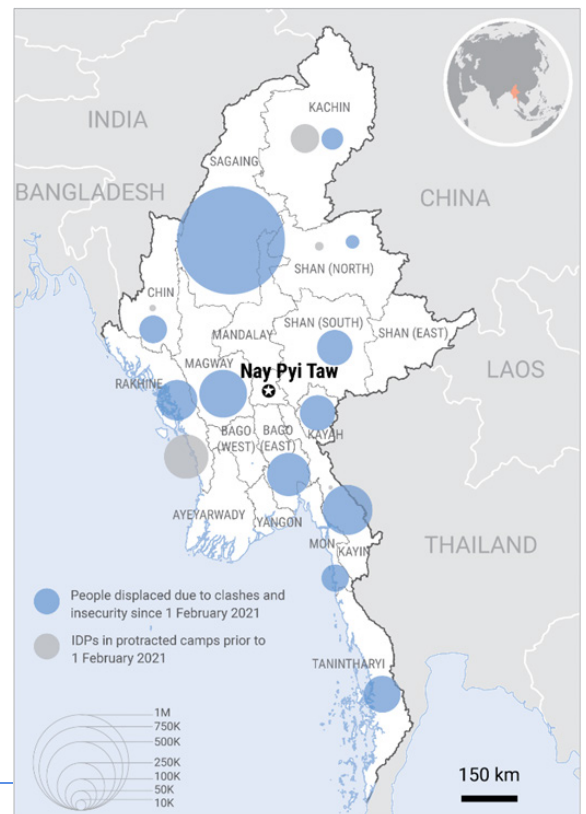 KACHIN
INDIA
SAGAING
BANGLADESH
CHINA
SHAN (NORTH)
CHIN
MANDALAY
SHAN (SOUTH)
SHAN (EAST)
MAGWAY
Nay Pyi Taw
LAOS
RAKHINE
BAGO
(WEST)
BAGO
(EAST)
KAYAH
AYEYARWADY
YANGON
MON
KAYIN
THAILAND
People displaced due to clashes and
insecurity since 1 February 2021
IDPs in protracted camps prior to
1 February 2021
TANINTHARYI
1M
750K
500K
250K
100K
50K
10K
150 km